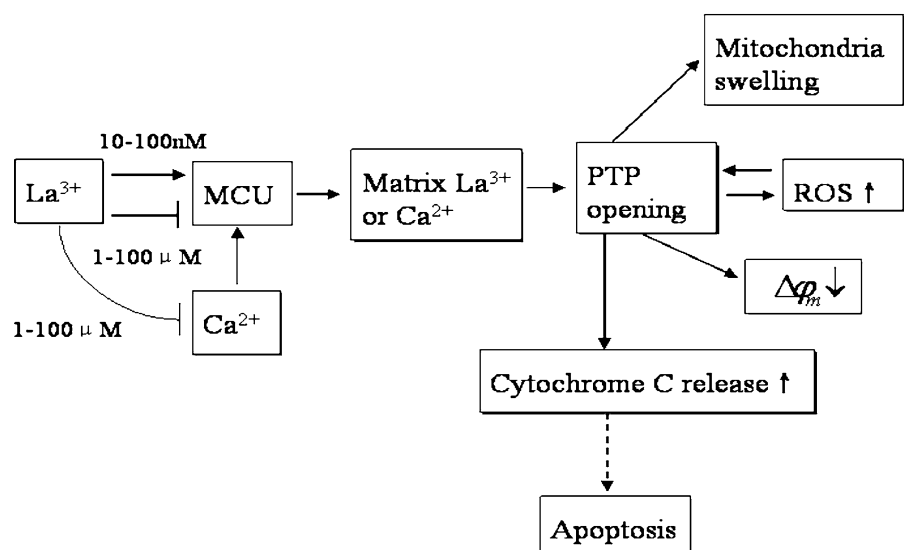 Mitochondria
swelling
10-100nM
La³⁺
MCU
Matrix La³⁺
or Ca²⁺
PTP
opening
ROS ↑
1-100 μ M
Δφₘ ↓
1-100 μ M
Ca²⁺
Cytochrome C release ↑
Apoptosis